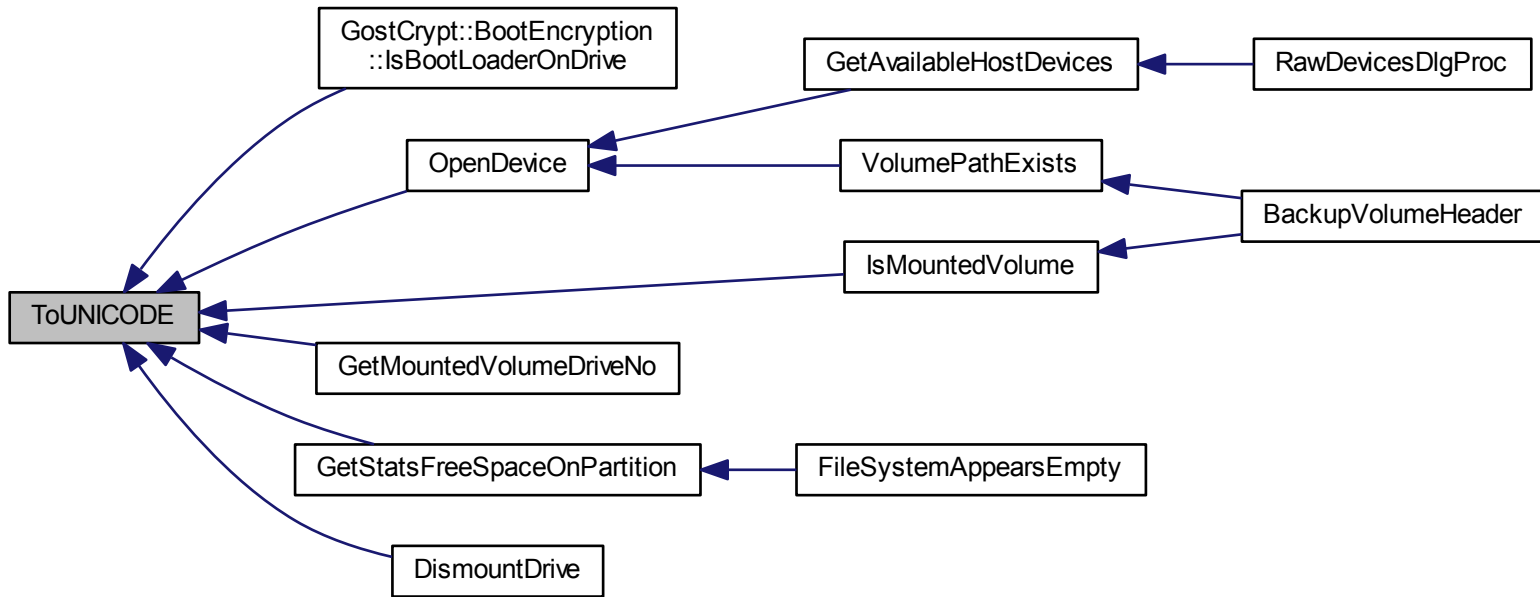 GostCrypt::BootEncryption
::IsBootLoaderOnDrive
GetAvailableHostDevices
RawDevicesDlgProc
OpenDevice
VolumePathExists
BackupVolumeHeader
IsMountedVolume
ToUNICODE
GetMountedVolumeDriveNo
GetStatsFreeSpaceOnPartition
FileSystemAppearsEmpty
DismountDrive